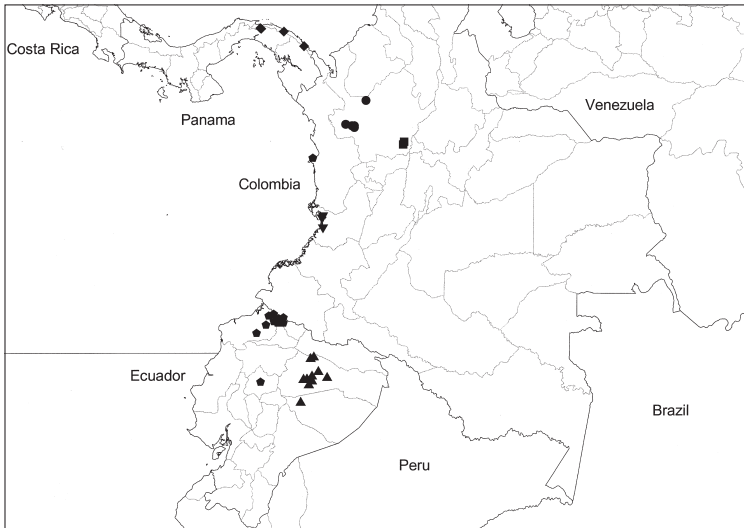 Costa Rica
Venezuela
Panama
Colombia
Ecuador
Brazil
Peru